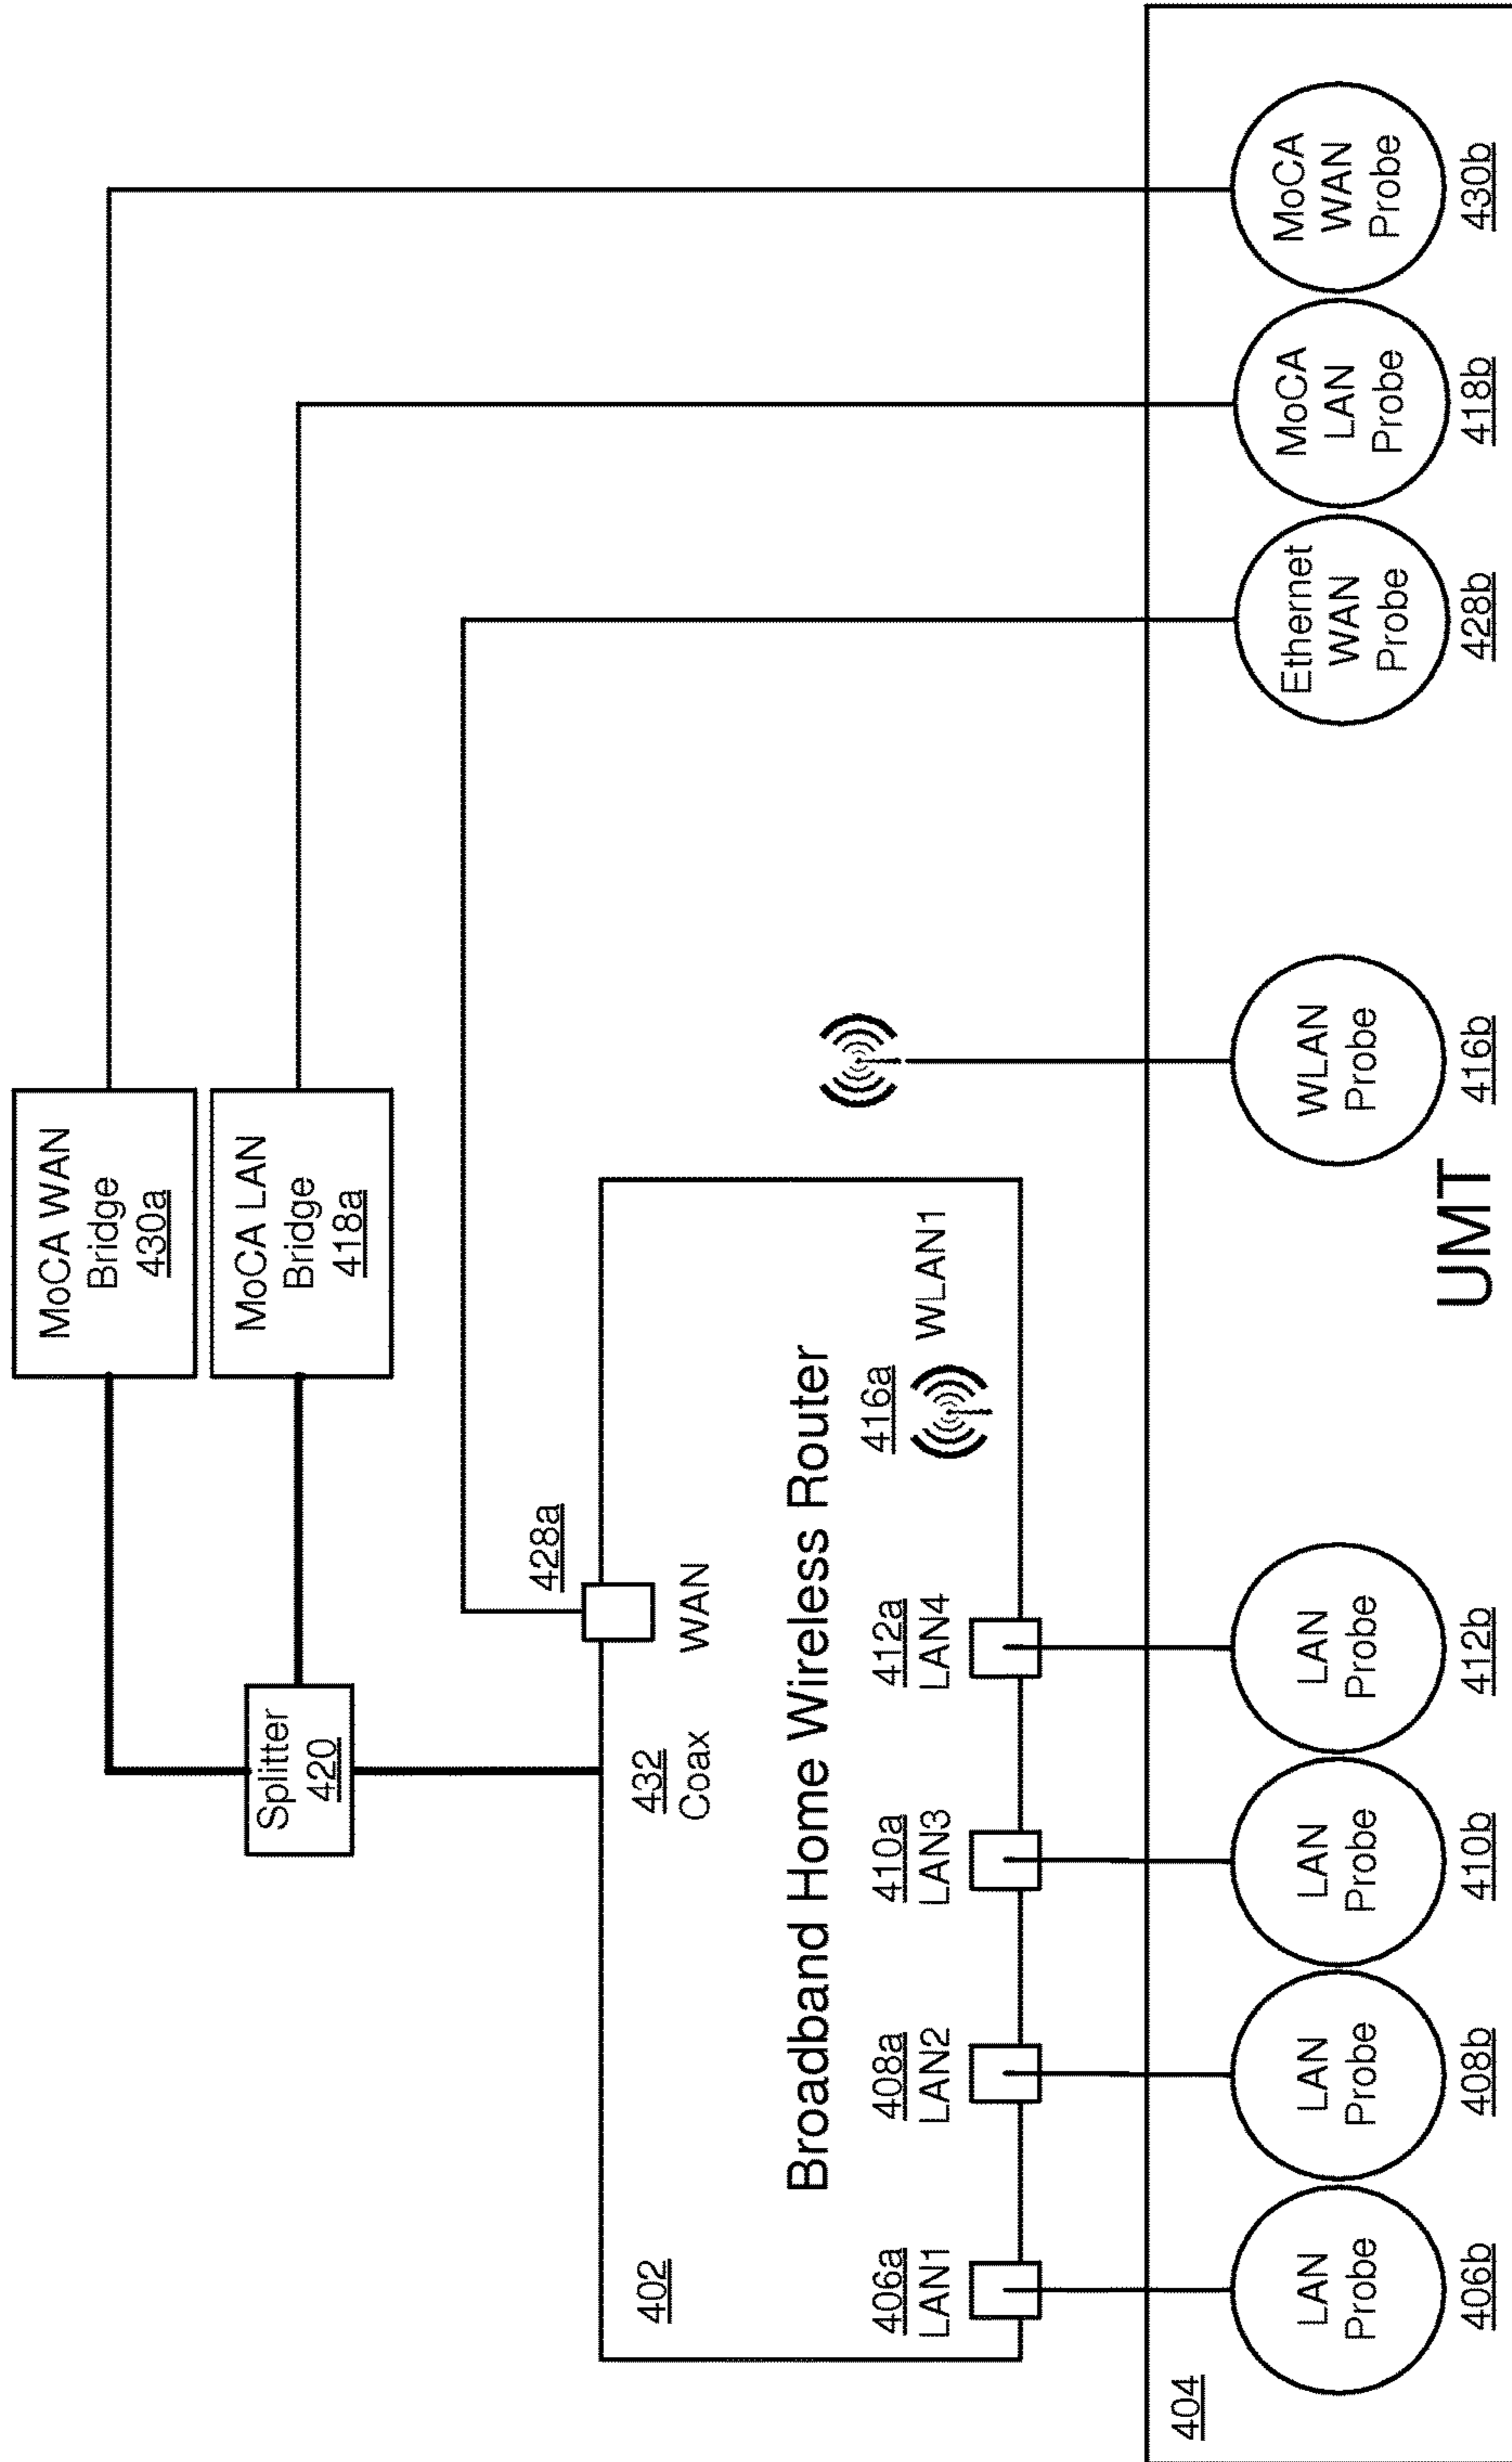 MoCA WAN
Bridge
430a
MoCA LAN
Bridge
418a
Splitter
420
428a
432
Coax
WAN
402
Broadband Home Wireless Router
406a
LAN1
408a
LAN2
410a
LAN3
412a
LAN4
416a
WLAN1
404
LAN
Probe
406b
LAN
Probe
408b
LAN
Probe
410b
LAN
Probe
412b
UMT
WLAN
Probe
416b
Ethernet
WAN
Probe
428b
MoCA
LAN
Probe
418b
MoCA
WAN
Probe
430b